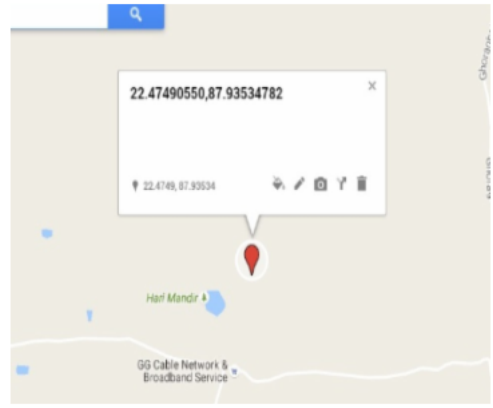 22.47490550,87.93534782
22.4749, 87.93534
Hari Mandir
GG Cable Network &
Broadband Service